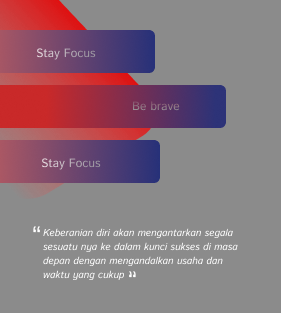 Stay Focus
Be brave
Stay Focus
“ Keberanian diri akan mengantarkan segala
sesuatu nya ke dalam kunci sukses di masa
depan dengan mengandalkan usaha dan
waktu yang cukup ”